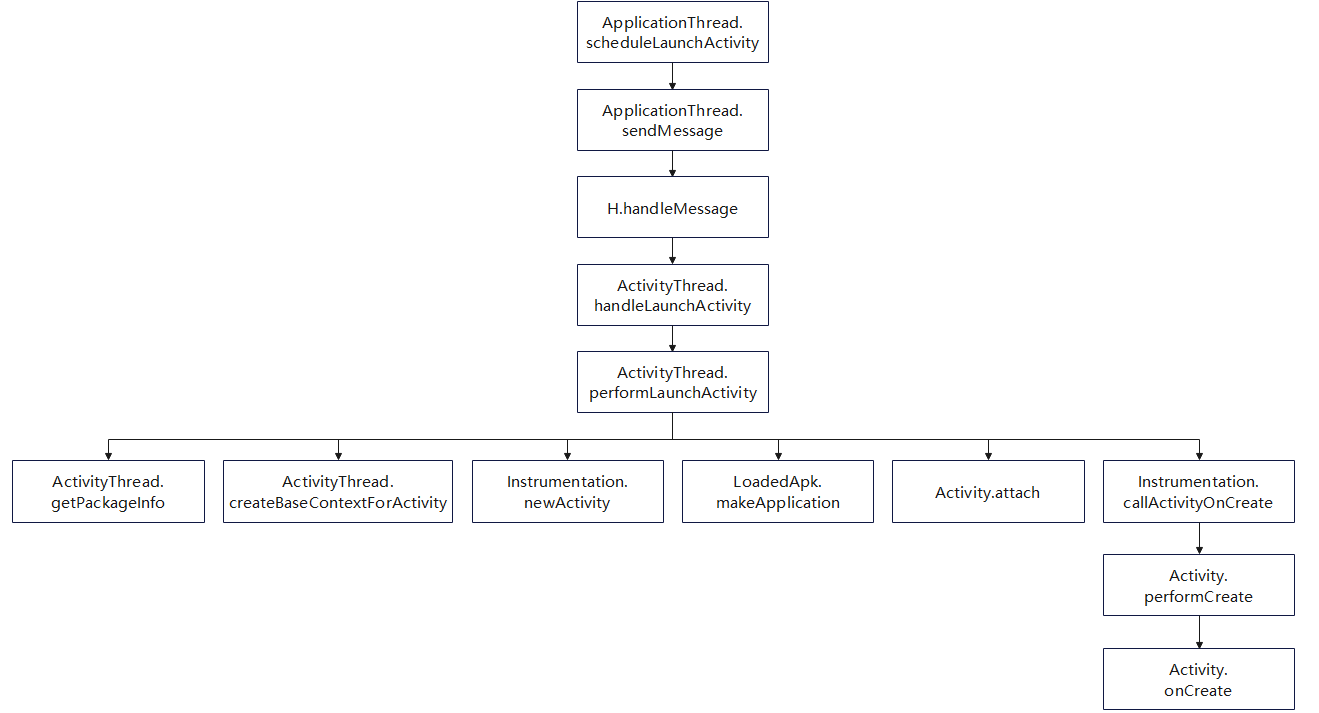 ApplicationThread.
scheduleLaunchActivity
ApplicationThread.
sendMessage
H.handleMessage
ActivityThread.
handleLaunchActivity
ActivityThread.
performLaunchActivity
ActivityThread.
getPackageInfo
ActivityThread.
createBaseContextForActivity
Instrumentation.
newActivity
LoadedApk.
makeApplication
Activity.attach
Instrumentation.
callActivityOnCreate
Activity.
performCreate
Activity.
onCreate